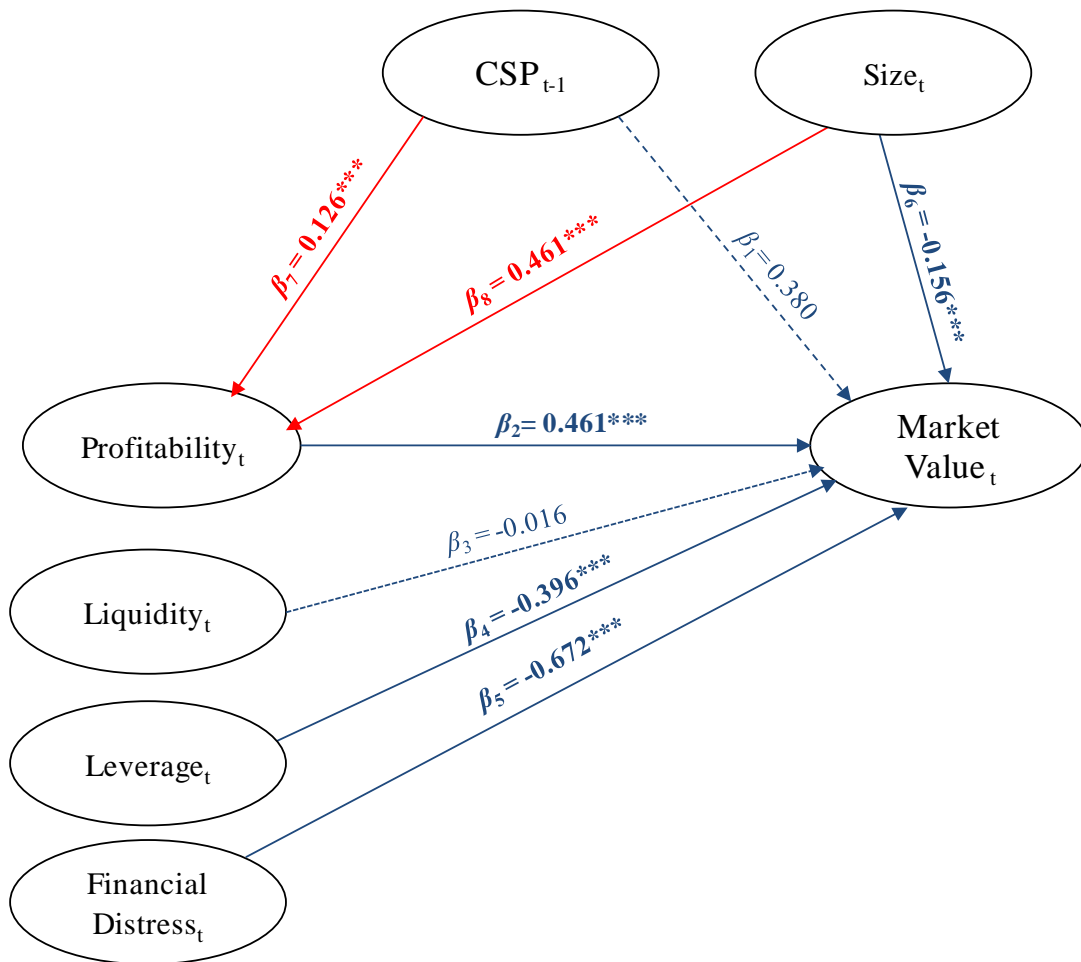 CSP t-1
Size t
β7 = 0.126***
β8 = 0.461***
β1 = 0.380
β6 = -0.156***
Profitability t
β2= 0.461***
Market
Value t
β3 = -0.016
Liquidity t
β4 = -0.396***
β5 = -0.672***
Leverage t
Financial
Distress t